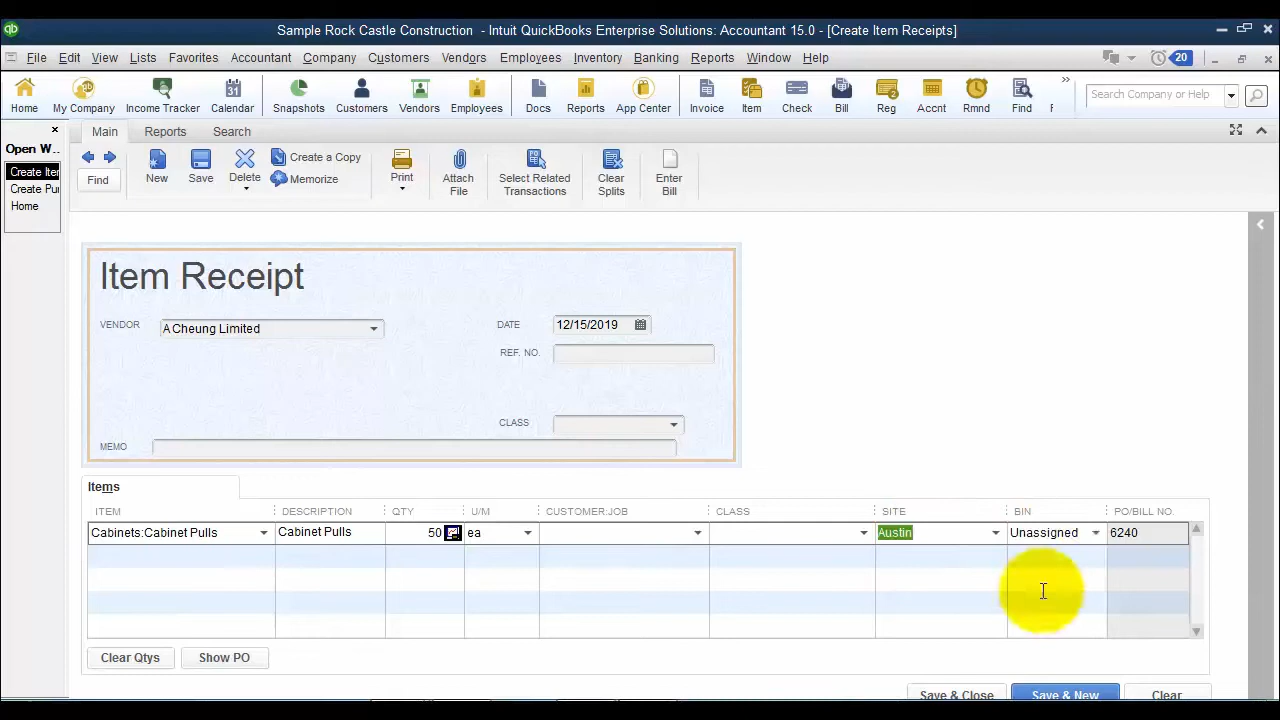 qb
Sample Rock Castle Construction - Intuit QuickBooks Enterprise Solutions: Accountant 15.0 - [Create Item Receipts]
File Edit View Lists Favorites Accountant Company Customers Vendors Employees Inventory Banking Reports Window Help 20
Home My Company Income Tracker Calendar Snapshots Customers Vendors Employees Docs Reports App Center Invoice Item Check Bill Reg Accnt Rmnd Find F
Search Company or Help
31
Open W...
Create Iter
Create Pu
Home
Main Reports Search
Find
New
Save
Delete
Create a Copy
Memorize
Print
Attach File
Select Related Transactions
Clear Splits
Enter Bill
Item Receipt
VENDOR A Cheung Limited
DATE 12/15/2019
REF. NO.
CLASS
MEMO
Items
ITEM DESCRIPTION QTY U/M CUSTOMER:JOB CLASS SITE BIN PO/BILL NO.
Cabinets:Cabinet Pulls Cabinet Pulls 50 ea Austin Unassigned 6240
Clear Qtys Show PO
Save & Close Save & New Clear